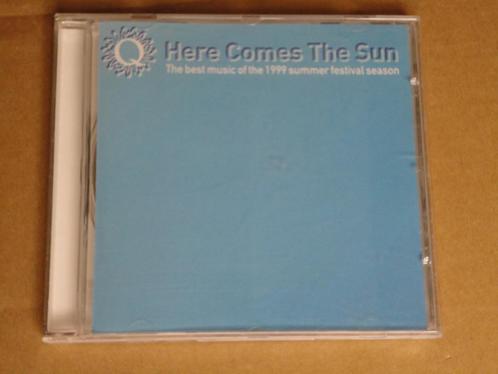 Q Here Comes The Sun
The best music of the 1999 summer festival season